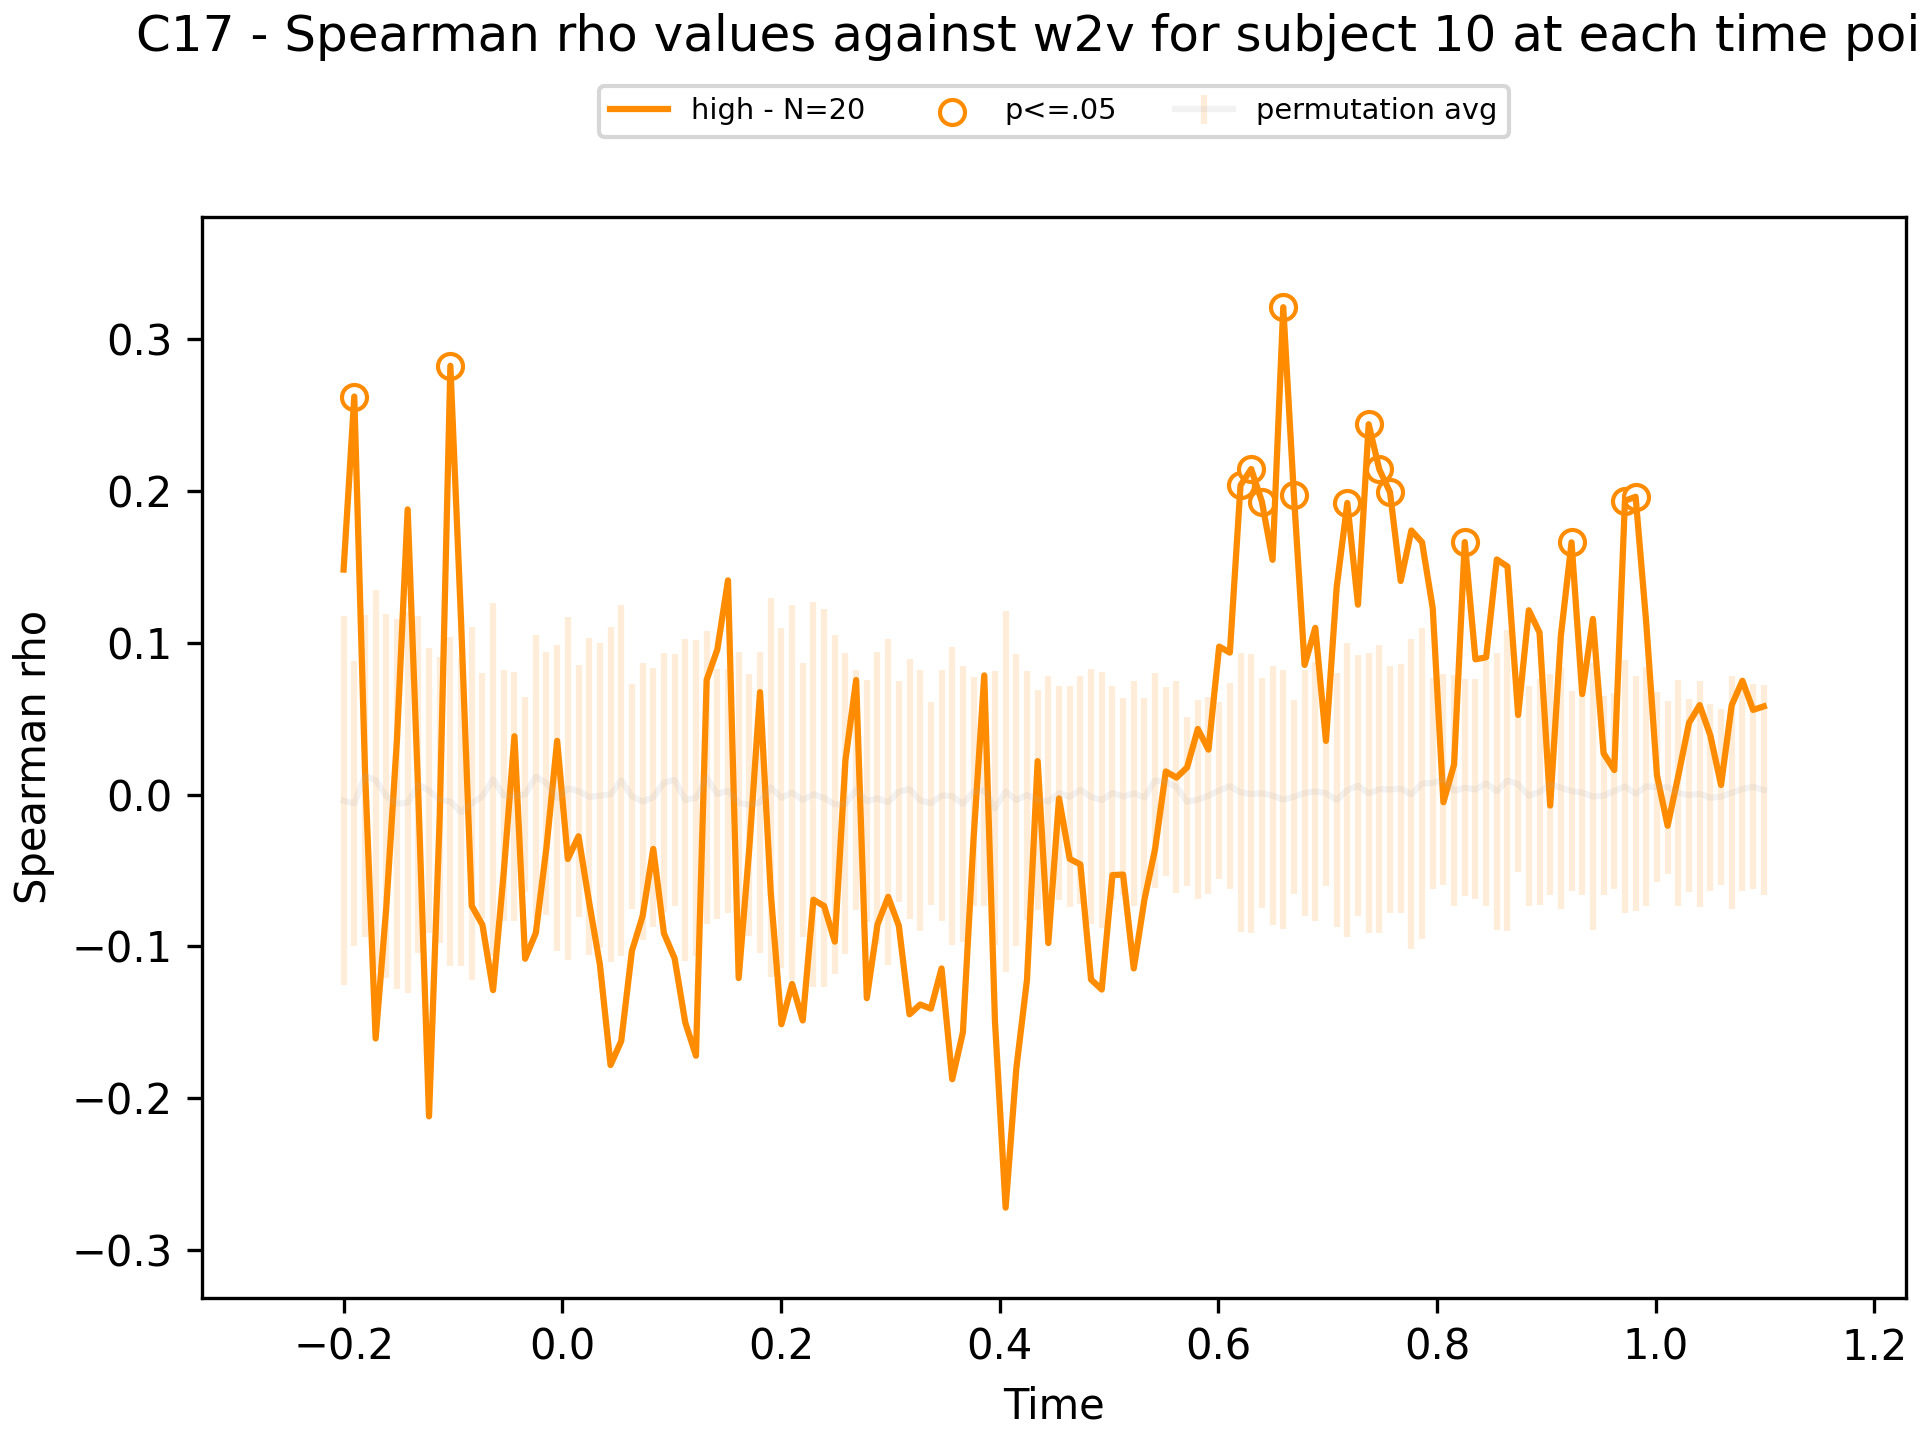 C17 - Spearman rho values against w2v for subject 10 at each time poi
high - N=20
p<=.05
permutation avg
Spearman rho
0.3
0.2
0.1
0.0
−0.1
−0.2
−0.3
−0.2
0.0
0.2
0.4
0.6
0.8
1.0
1.2
Time